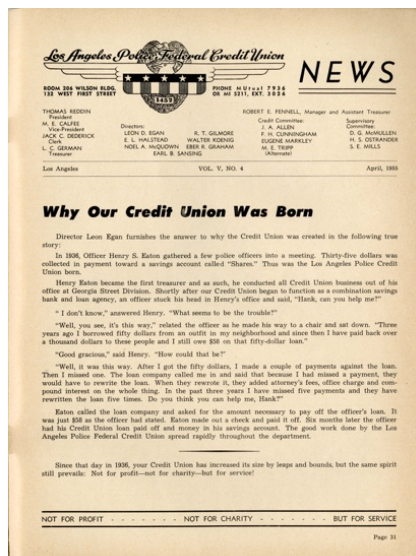 Los Angeles Police Federal Credit Union
NEWS
ROOM 206 WILSON BLDG.
132 WEST FIRST STREET
PHONE MUtual 7926
OR MI 5211, EXT. 3026
THOMAS REDDIN
President
M. E. CALFEE
Vice-President
JACK C. DEDERICK
Clerk
L. C. GERMAN
Treasurer
Directors:
LEON D. EGAN
E. L. HALSTEAD
NOEL A. McQUOWN
R. T. GILMORE
WALTER KOENIG
EBER R. GRAHAM
EARL B. SANSING
ROBERT E. FENNELL, Manager and Assistant Treasurer
Credit Committee:
J. A. ALLEN
F. H. CUNNINGHAM
EUGENE MARKLEY
M. E. TRIPP
(Alternate)
Supervisory
Committee:
D. G. McMULLEN
H. S. OSTRANDER
S. E. MILLS
Los Angeles VOL. V, NO. 4 April, 1955
Why Our Credit Union Was Born
Director Leon Egan furnishes the answer to why the Credit Union was created in the following true
story:
In 1936, Officer Henry S. Eaton gathered a few police officers into a meeting. Thirty-five dollars was
collected in payment toward a savings account called "Shares." Thus was the Los Angeles Police Credit
Union born.
Henry Eaton became the first treasurer and as such, he conducted all Credit Union business out of his
office at Georgia Street Division. Shortly after our Credit Union began to function as a combination savings
bank and loan agency, an officer stuck his head in Henry's office and said, "Hank, can you help me?"
" I don't know," answered Henry. "What seems to be the trouble?"
"Well, you see, it's this way," related the officer as he made his way to a chair and sat down. "Three
years ago I borrowed fifty dollars from an outfit in my neighborhood and since then I have paid back over
a thousand dollars to these people and I still owe $58 on that fifty-dollar loan."
"Good gracious," said Henry. "How could that be?"
"Well, it was this way. After I got the fifty dollars, I made a couple of payments against the loan.
Then I missed one. The loan company called me in and said that because I had missed a payment, they
would have to rewrite the loan. When they rewrote it, they added attorney's fees, office charge and com-
pound interest on the whole thing. In the past three years I have missed five payments and they have
rewritten the loan five times. Do you think you can help me, Hank?"
Eaton called the loan company and asked for the amount necessary to pay off the officer's loan. It
was just $58 as the officer had stated. Eaton made out a check and paid it off. Six months later the officer
had his Credit Union loan paid off and money in his savings account. The good work done by the Los
Angeles Police Federal Credit Union spread rapidly throughout the department.
Since that day in 1936, your Credit Union has increased its size by leaps and bounds, but the same spirit
still prevails: Not for profit—not for charity—but for service!
NOT FOR PROFIT - - - - - - - NOT FOR CHARITY - - - - - - - BUT FOR SERVICE
Page 31